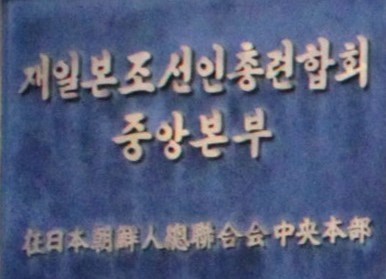 재일본조선인총련합회
중앙본부
在日本朝鮮人總聯合会中央本部